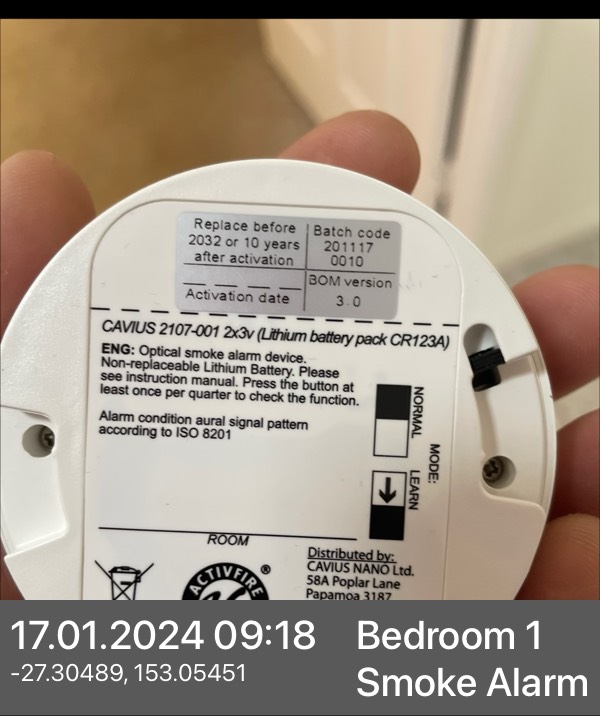 Replace before
2032 or 10 years
after activation
Activation date
Batch code
201117
0010
BOM version
3.0
CAVIUS 2107-001 2x3v (Lithium battery pack CR123A)
ENG: Optical smoke alarm device.
Non-replaceable Lithium Battery. Please
see instruction manual. Press the button at
least once per quarter to check the function.
Alarm condition aural signal pattern
according to ISO 8201
NORMAL
MODE:
LEARN
ROOM
ACTIVFIRE
®
Distributed by:
CAVIUS NANO Ltd.
58A Poplar Lane
Papamoa 3187
17.01.2024 09:18
-27.30489, 153.05451
Bedroom 1
Smoke Alarm